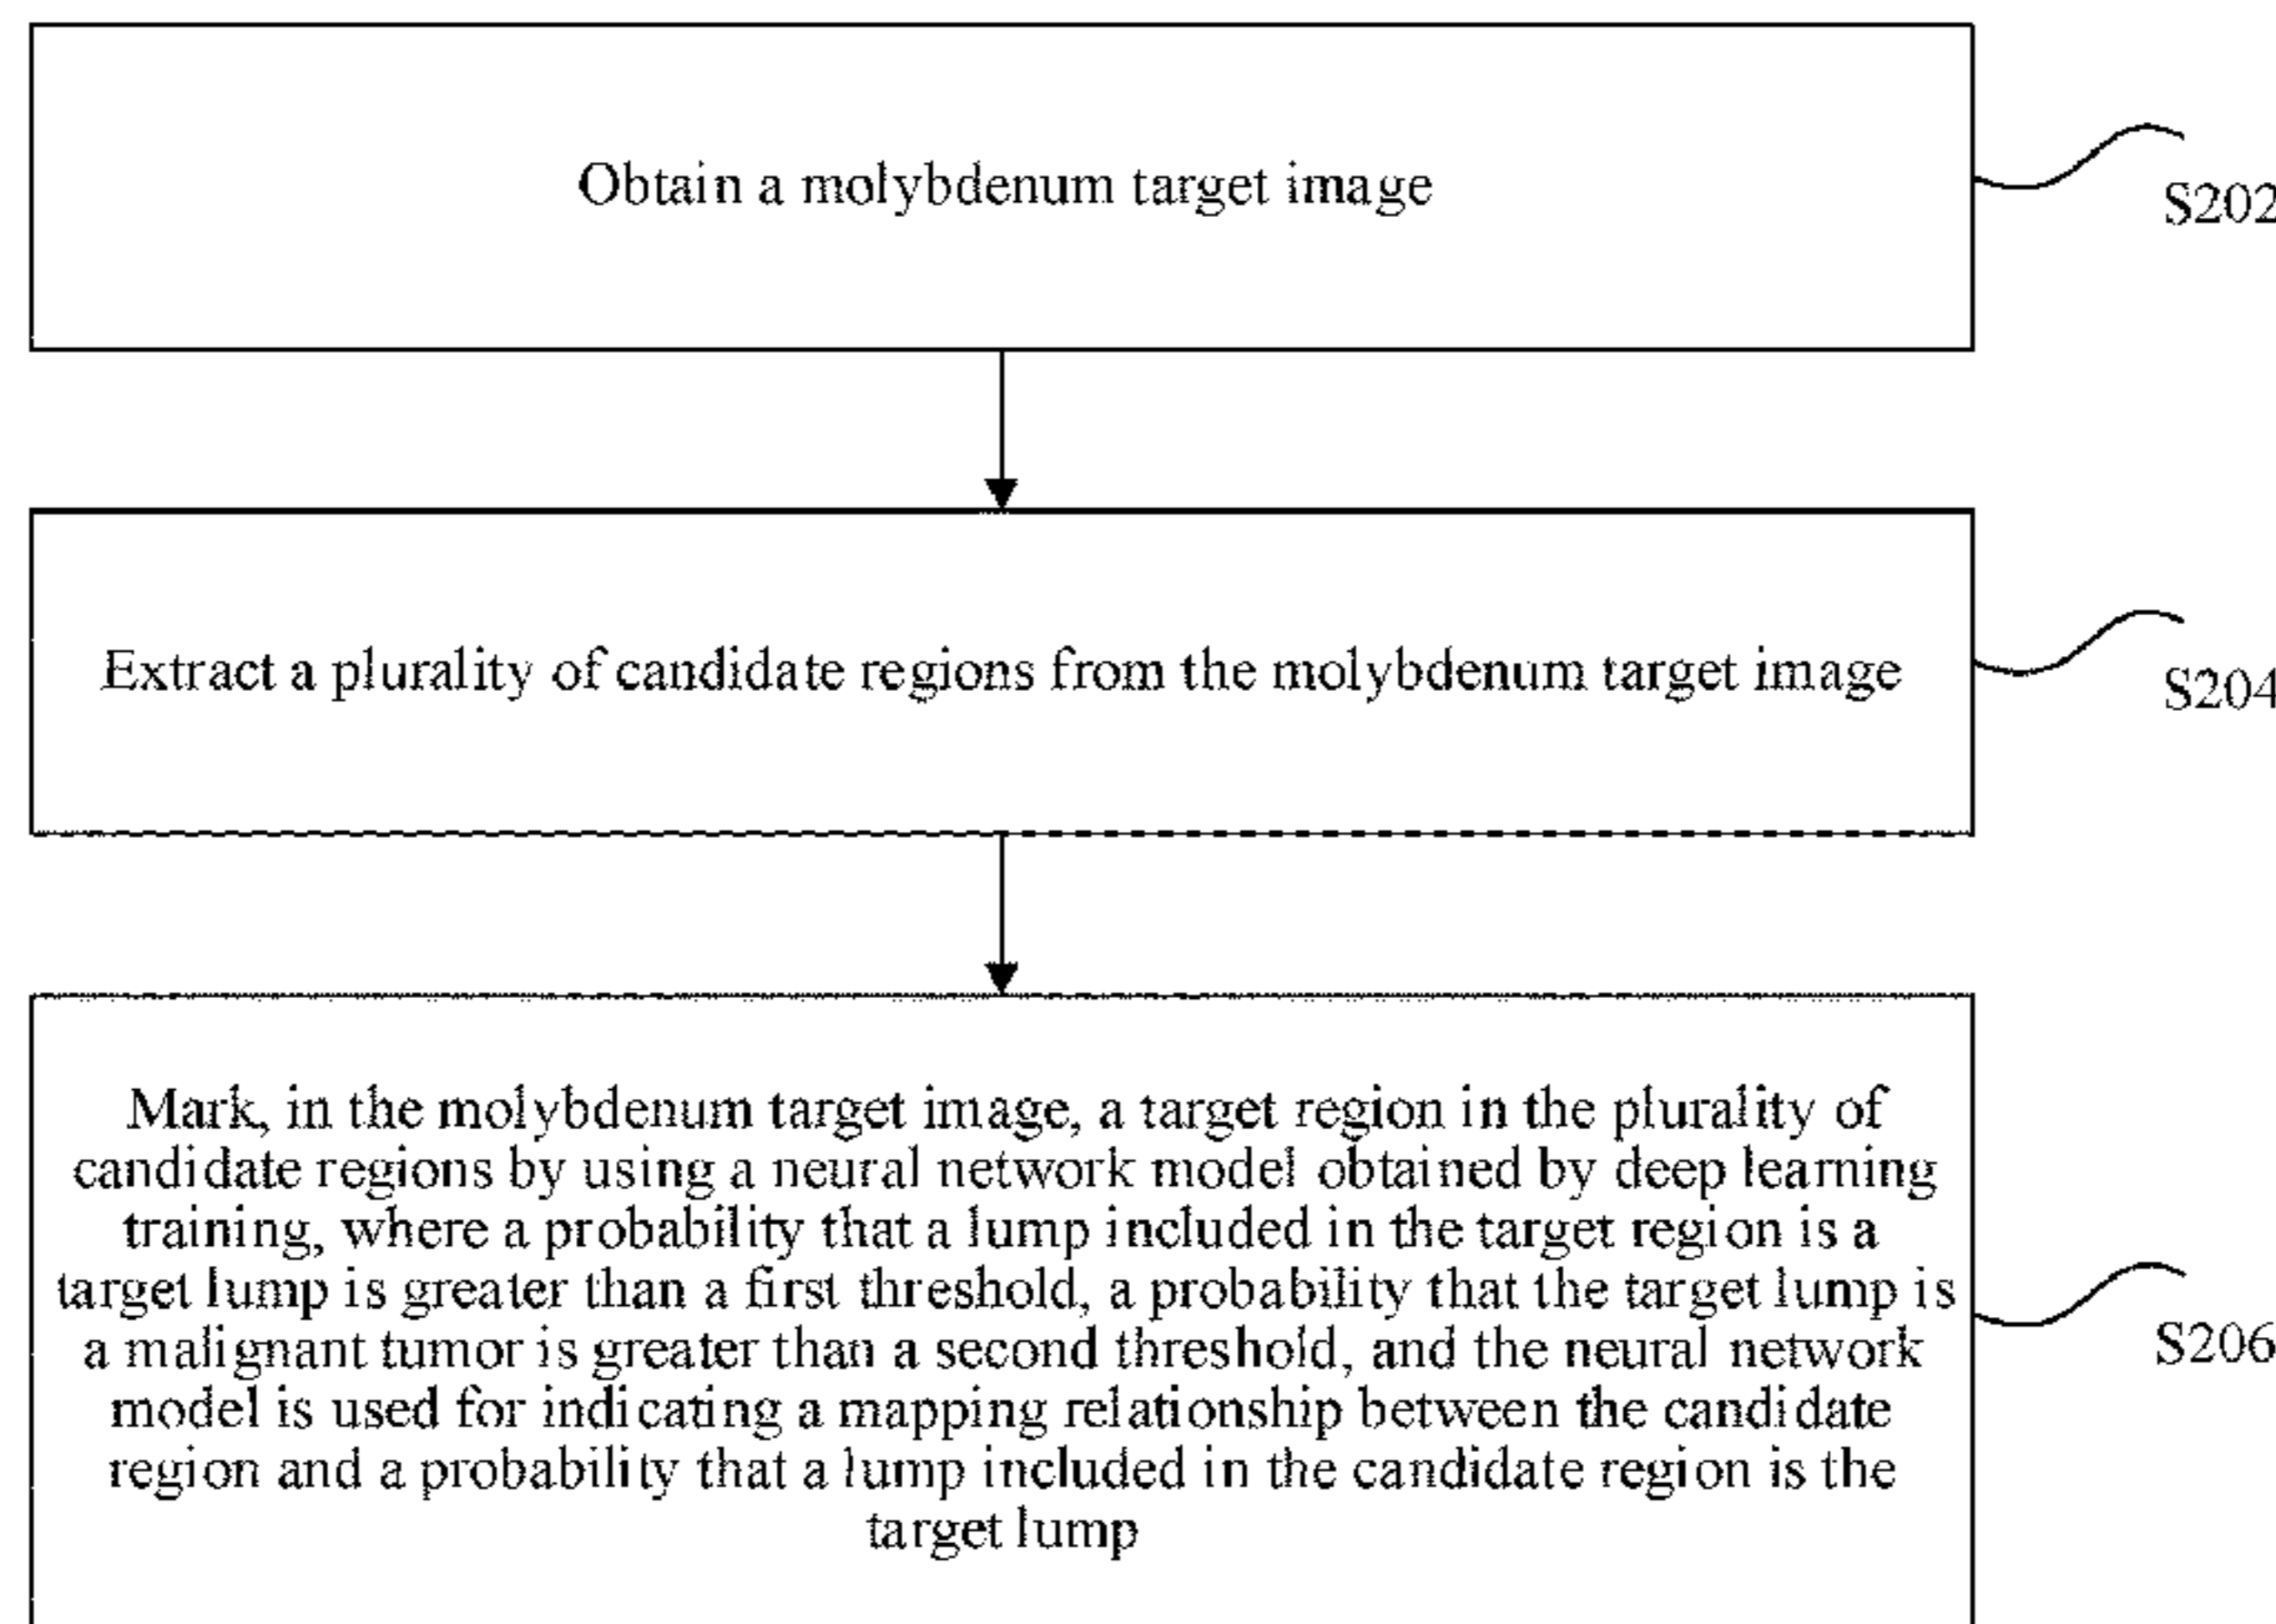 Obtain a molybdenum target image
S202
Extract a plurality of candidate regions from the molybdenum target image
S204
Mark, in the molybdenum target image, a target region in the plurality of
candidate regions by using a neural network model obtained by deep learning
training, where a probability that a lump included in the target region is a
target lump is greater than a first threshold, a probability that the target lump is
a malignant tumor is greater than a second threshold, and the neural network
model is used for indicating a mapping relationship between the candidate
region and a probability that a lump included in the candidate region is the
target lump
S206